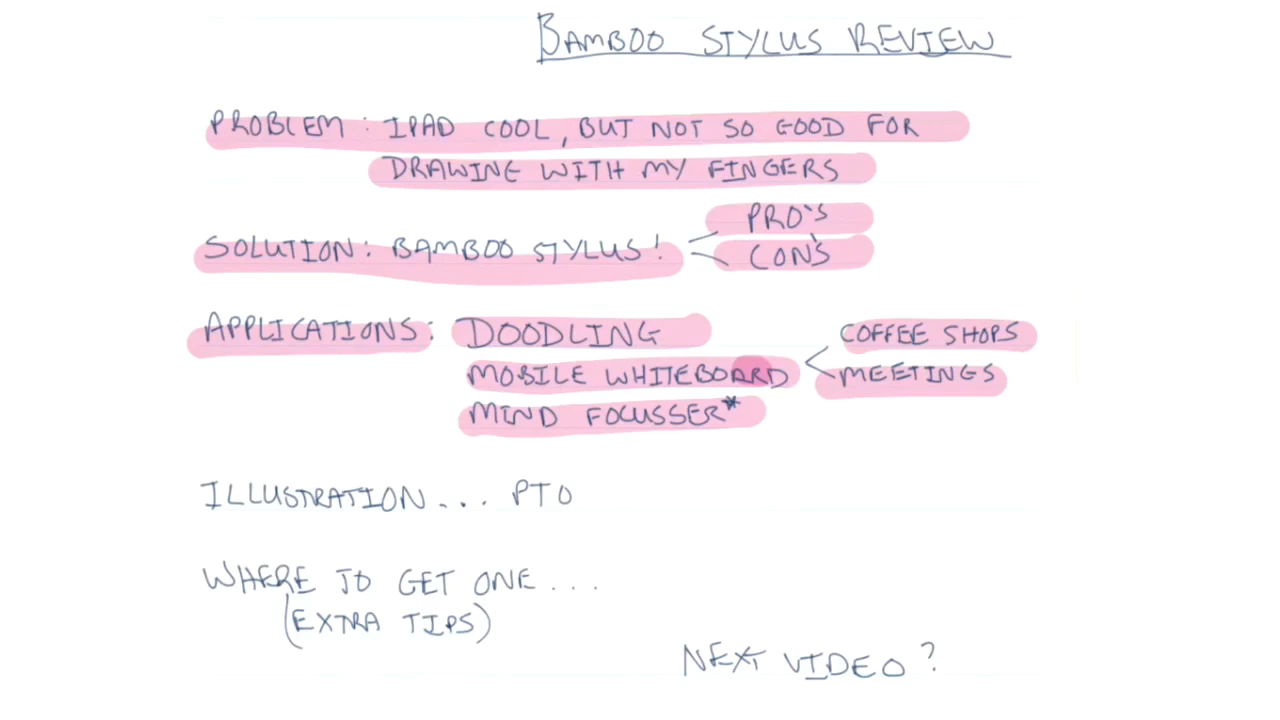 BAMBOO STYLUS REVIEW
PROBLEM: IPAD COOL, BUT NOT SO GOOD FOR
DRAWING WITH MY FINGERS
SOLUTION: BAMBOO STYLUS!
PRO'S
CON'S
APPLICATIONS: DOODLING
MOBILE WHITEBOARD
COFFEE SHOPS
MEETINGS
MIND FOCUSSER*
ILLUSTRATION... PTO
WHERE TO GET ONE...
(EXTRA TIPS)
NEXT VIDEO?